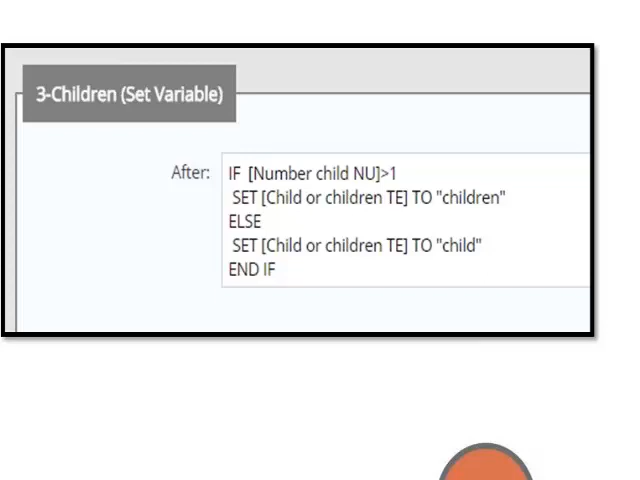 3-Children (Set Variable)
After:
IF [Number child NU]>1
SET [Child or children TE] TO "children"
ELSE
SET [Child or children TE] TO "child"
END IF